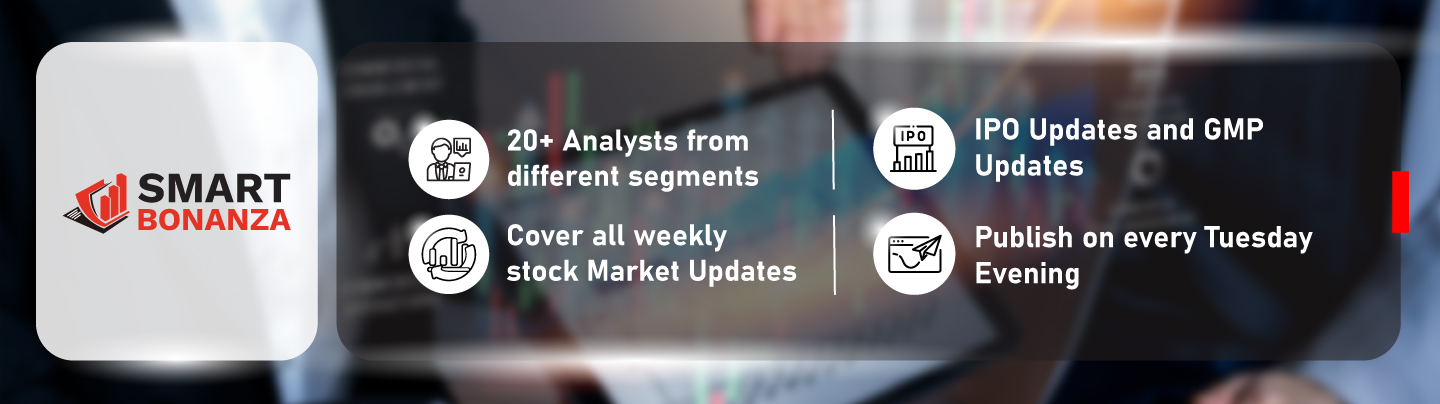 SMART
BONANZA
20+ Analysts from
different segments
Cover all weekly
stock Market Updates
IPO
IPO Updates and GMP
Updates
Publish on every Tuesday
Evening